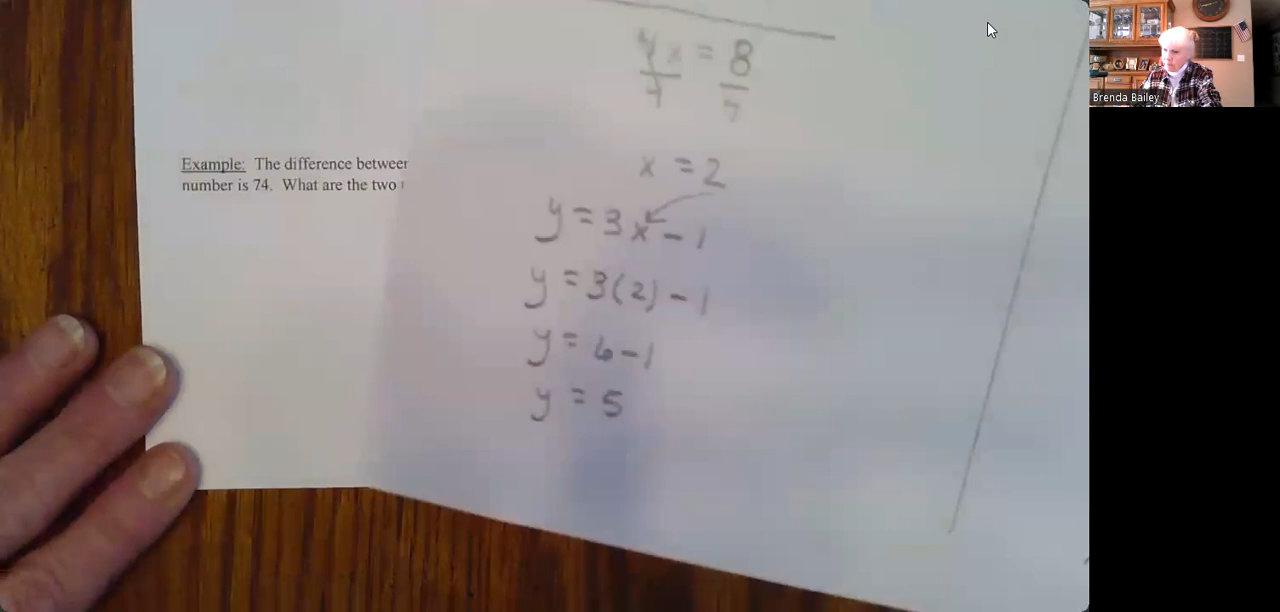 4x = 8
4 4
x = 2
Example: The difference between
number is 74. What are the two
y = 3x - 1
y = 3(2) - 1
y = 6 - 1
y = 5
Brenda Bailey